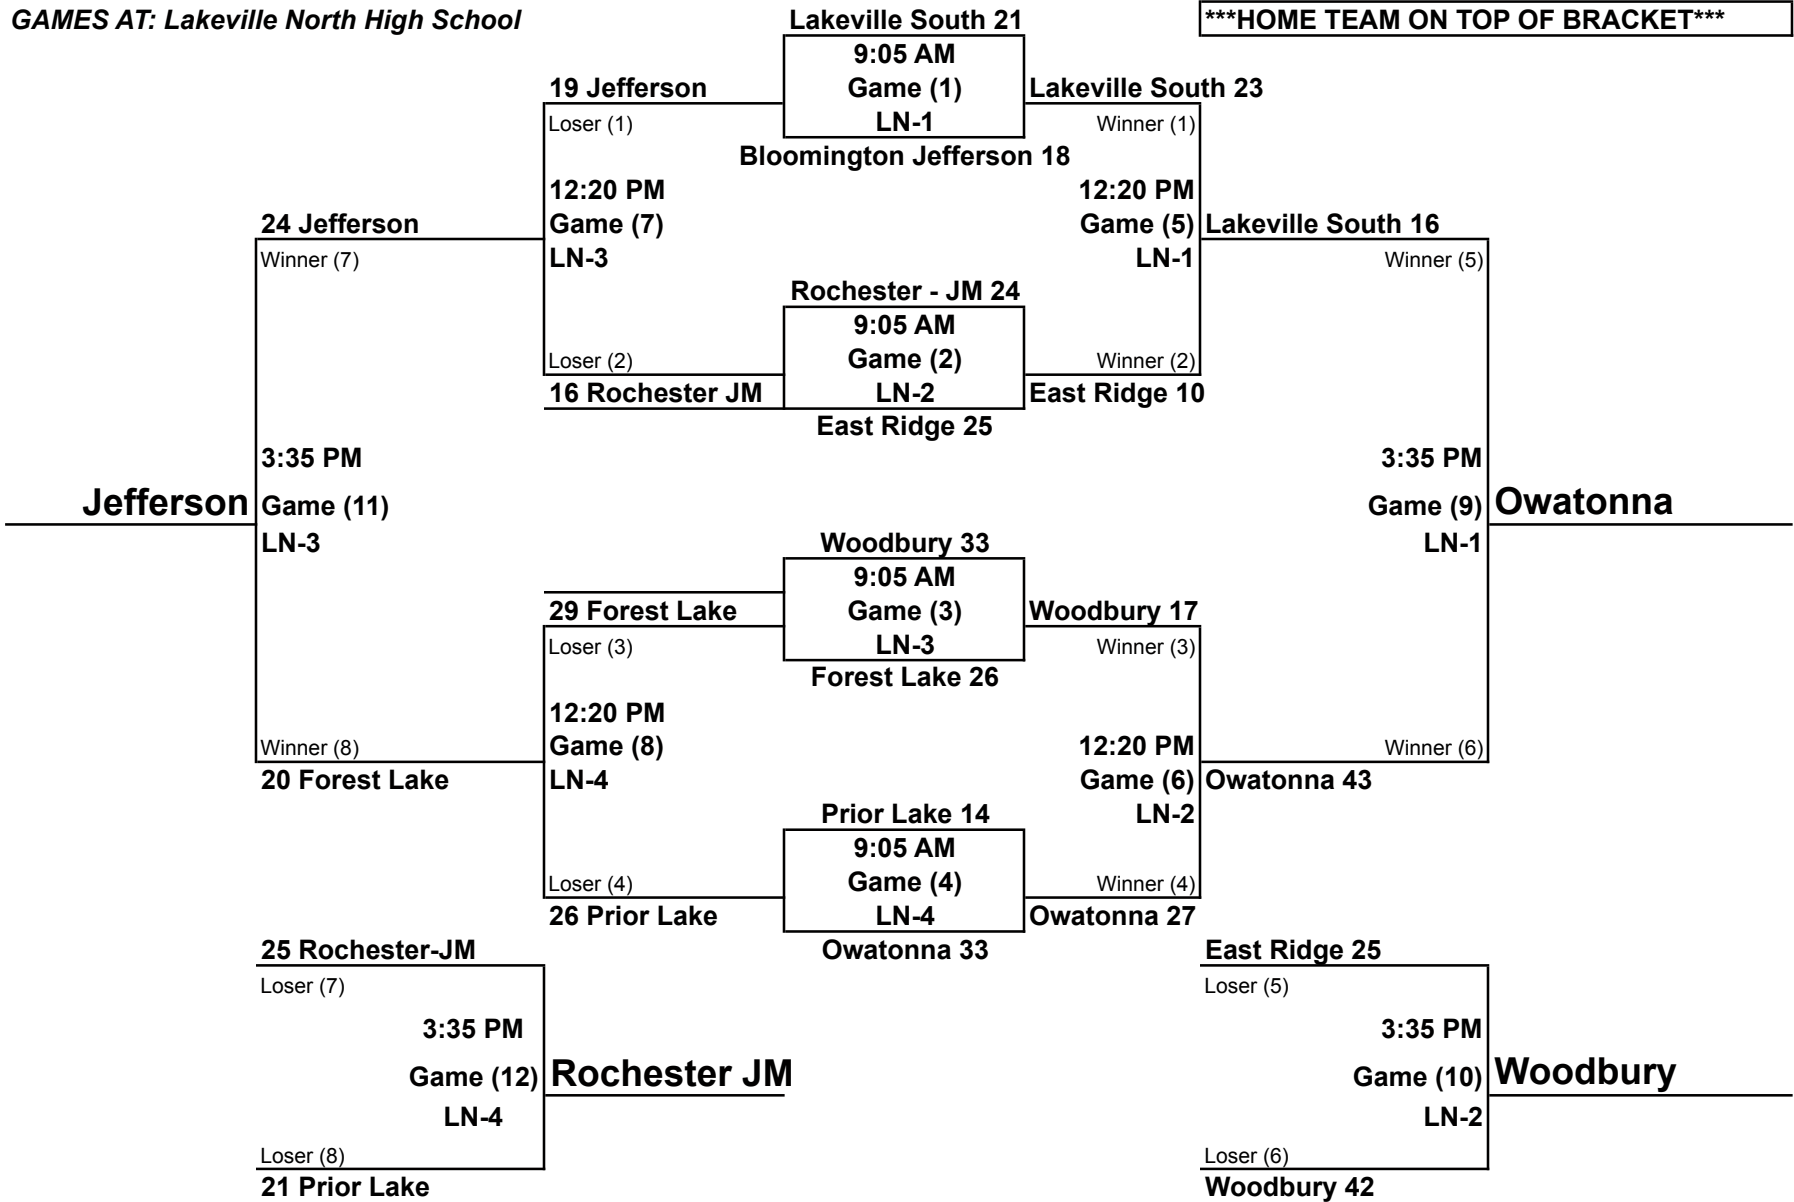 GAMES AT: Lakeville North High School
Lakeville South 21
***HOME TEAM ON TOP OF BRACKET***
9:05 AM
19 Jefferson
Game (1)
Lakeville South 23
Loser (1)
LN-1
Winner (1)
Bloomington Jefferson 18
12:20 PM
12:20 PM
24 Jefferson
Game (7)
Game (5)
Lakeville South 16
Winner (7)
LN-3
LN-1
Winner (5)
Rochester - JM 24
9:05 AM
Loser (2)
Game (2)
Winner (2)
16 Rochester JM
LN-2
East Ridge 10
East Ridge 25
3:35 PM
3:35 PM
Jefferson
Game (11)
Game (9)
Owatonna
LN-3
LN-1
Woodbury 33
9:05 AM
29 Forest Lake
Game (3)
Woodbury 17
Loser (3)
LN-3
Winner (3)
Forest Lake 26
12:20 PM
Winner (8)
Game (8)
12:20 PM
Winner (6)
20 Forest Lake
LN-4
Game (6)
Owatonna 43
Prior Lake 14
LN-2
9:05 AM
Loser (4)
Game (4)
Winner (4)
26 Prior Lake
LN-4
Owatonna 27
25 Rochester-JM
Owatonna 33
East Ridge 25
Loser (7)
Loser (5)
3:35 PM
3:35 PM
Game (12)
Rochester JM
Game (10)
Woodbury
LN-4
LN-2
Loser (8)
Loser (6)
21 Prior Lake
Woodbury 42